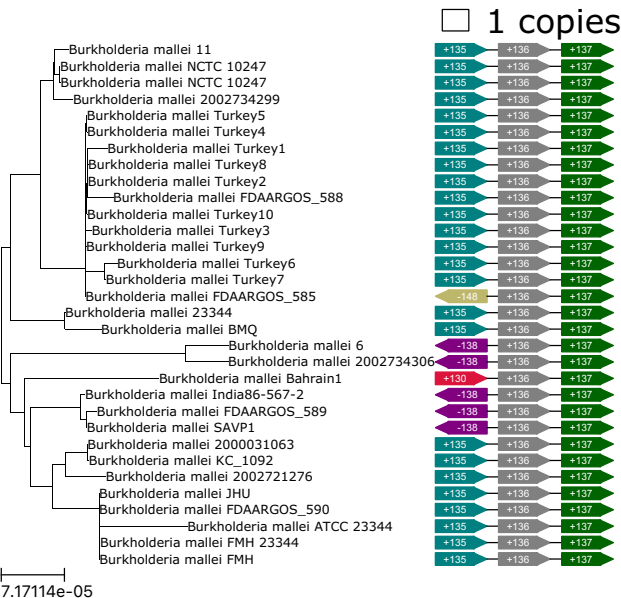 1 copies
Burkholderia mallei 11 +135 +136 +137
Burkholderia mallei NCTC 10247 +135 +136 +137
Burkholderia mallei NCTC 10247 +135 +136 +137
Burkholderia mallei 2002734299 +135 +136 +137
Burkholderia mallei Turkey5 +135 +136 +137
Burkholderia mallei Turkey4 +135 +136 +137
Burkholderia mallei Turkey1 +135 +136 +137
Burkholderia mallei Turkey8 +135 +136 +137
Burkholderia mallei Turkey2 +135 +136 +137
Burkholderia mallei FDAARGOS_588 +135 +136 +137
Burkholderia mallei Turkey10 +135 +136 +137
Burkholderia mallei Turkey3 +135 +136 +137
Burkholderia mallei Turkey9 +135 +136 +137
Burkholderia mallei Turkey6 +135 +136 +137
Burkholderia mallei Turkey7 +135 +136 +137
Burkholderia mallei FDAARGOS_585 -148 +136 +137
Burkholderia mallei 23344 +135 +136 +137
Burkholderia mallei BMQ +135 +136 +137
Burkholderia mallei 6 -138 +136 +137
Burkholderia mallei 2002734306 -138 +136 +137
Burkholderia mallei Bahrain1 +130 +136 +137
Burkholderia mallei India86-567-2 -138 +136 +137
Burkholderia mallei FDAARGOS_589 -138 +136 +137
Burkholderia mallei SAVP1 -138 +136 +137
Burkholderia mallei 2000031063 +135 +136 +137
Burkholderia mallei KC_1092 +135 +136 +137
Burkholderia mallei 2002721276 +135 +136 +137
Burkholderia mallei JHU +135 +136 +137
Burkholderia mallei FDAARGOS_590 +135 +136 +137
Burkholderia mallei ATCC 23344 +135 +136 +137
Burkholderia mallei FMH 23344 +135 +136 +137
Burkholderia mallei FMH +135 +136 +137
7.17114e-05